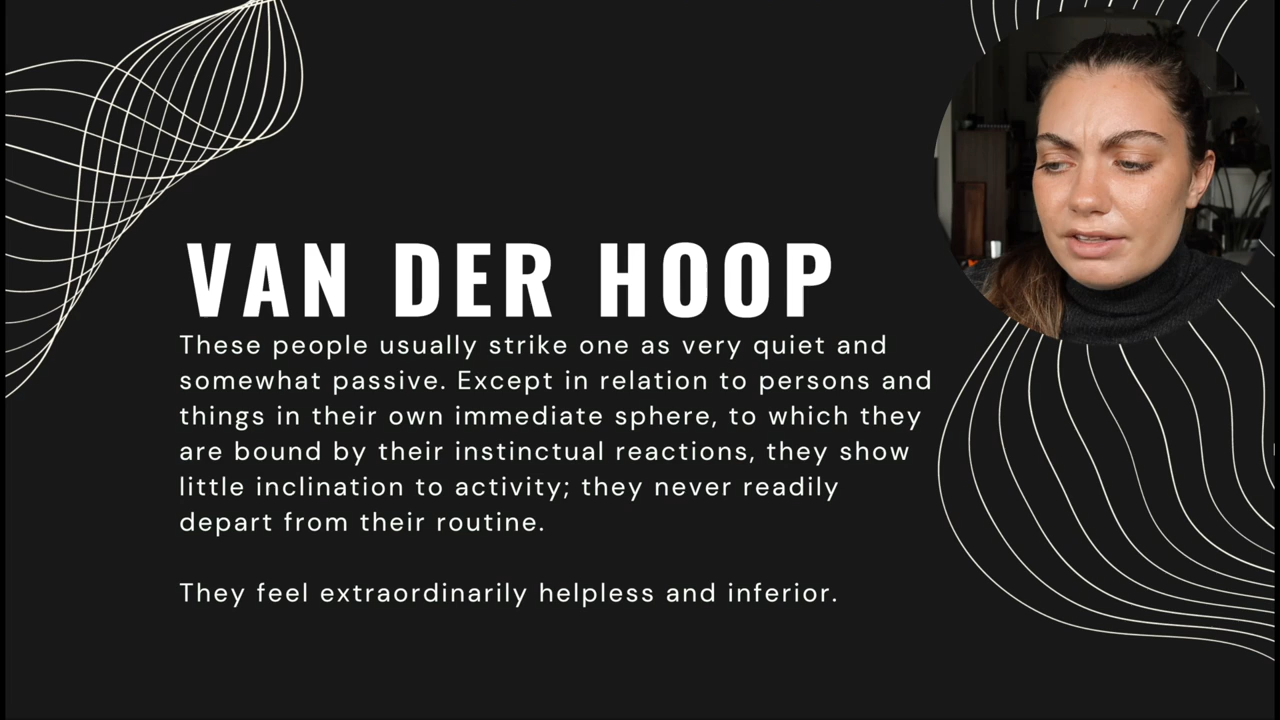 VAN DER HOOP
These people usually strike one as very quiet and
somewhat passive. Except in relation to persons and
things in their own immediate sphere, to which they
are bound by their instinctual reactions, they show
little inclination to activity; they never readily
depart from their routine.
They feel extraordinarily helpless and inferior.